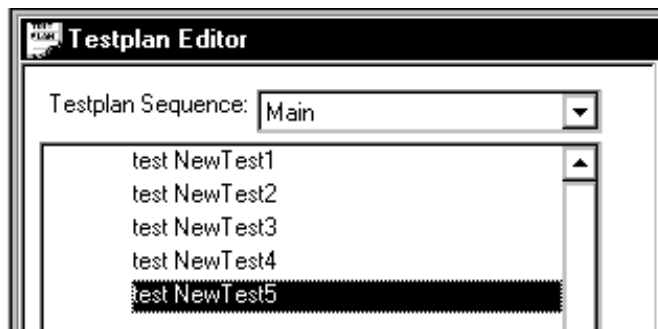 Testplan Editor
Testplan Sequence: Main
test NewTest1
test NewTest2
test NewTest3
test NewTest4
test NewTest5